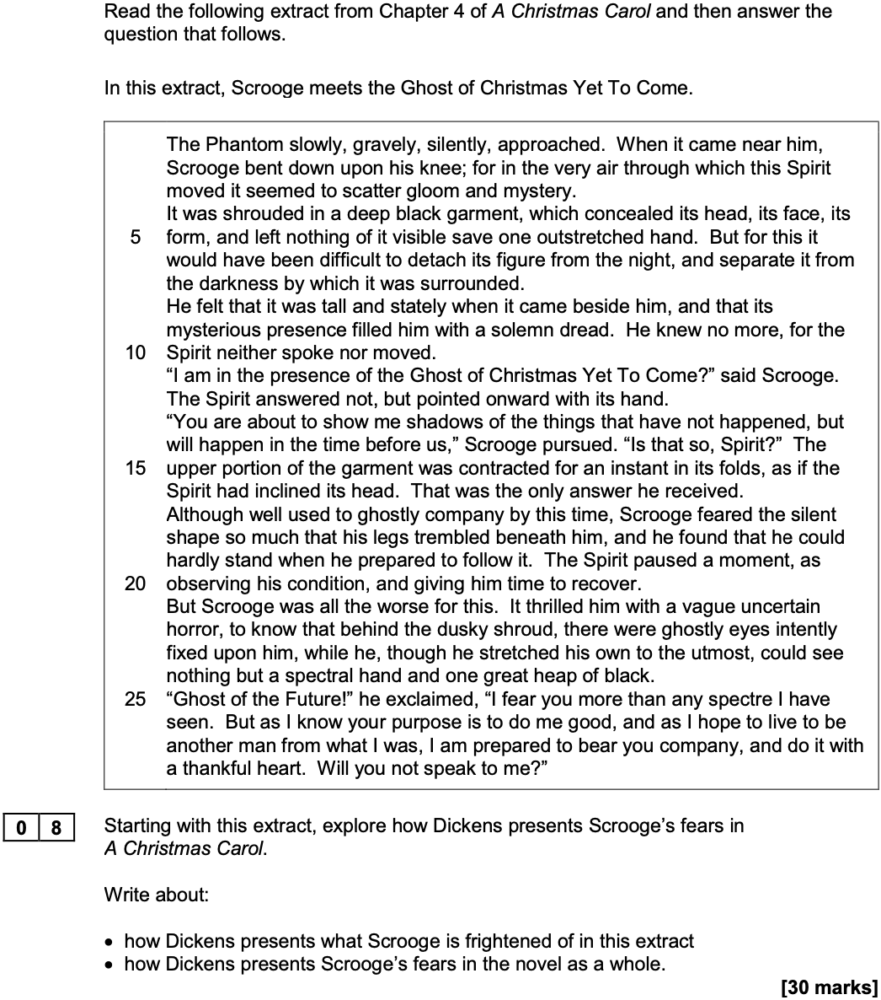 Read the following extract from Chapter 4 of A Christmas Carol and then answer the
question that follows.
In this extract, Scrooge meets the Ghost of Christmas Yet To Come.
The Phantom slowly, gravely, silently, approached. When it came near him,
Scrooge bent down upon his knee; for in the very air through which this Spirit
moved it seemed to scatter gloom and mystery.
It was shrouded in a deep black garment, which concealed its head, its face, its
5 form, and left nothing of it visible save one outstretched hand. But for this it
would have been difficult to detach its figure from the night, and separate it from
the darkness by which it was surrounded.
He felt that it was tall and stately when it came beside him, and that its
mysterious presence filled him with a solemn dread. He knew no more, for the
10 Spirit neither spoke nor moved.
“I am in the presence of the Ghost of Christmas Yet To Come?” said Scrooge.
The Spirit answered not, but pointed onward with its hand.
“You are about to show me shadows of the things that have not happened, but
will happen in the time before us,” Scrooge pursued. “Is that so, Spirit?” The
15 upper portion of the garment was contracted for an instant in its folds, as if the
Spirit had inclined its head. That was the only answer he received.
Although well used to ghostly company by this time, Scrooge feared the silent
shape so much that his legs trembled beneath him, and he found that he could
hardly stand when he prepared to follow it. The Spirit paused a moment, as
20 observing his condition, and giving him time to recover.
But Scrooge was all the worse for this. It thrilled him with a vague uncertain
horror, to know that behind the dusky shroud, there were ghostly eyes intently
fixed upon him, while he, though he stretched his own to the utmost, could see
nothing but a spectral hand and one great heap of black.
25 “Ghost of the Future!” he exclaimed, “I fear you more than any spectre I have
seen. But as I know your purpose is to do me good, and as I hope to live to be
another man from what I was, I am prepared to bear you company, and do it with
a thankful heart. Will you not speak to me?”
0 8 Starting with this extract, explore how Dickens presents Scrooge’s fears in
A Christmas Carol.
Write about:
• how Dickens presents what Scrooge is frightened of in this extract
• how Dickens presents Scrooge’s fears in the novel as a whole.
[30 marks]